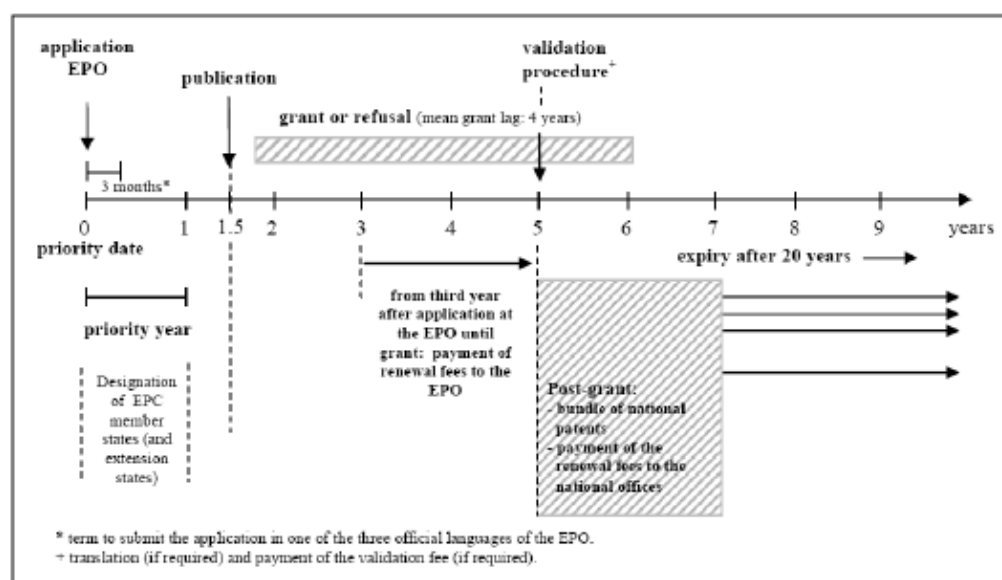 application
EPO
publication
validation
procedure+
grant or refusal (mean grant lag: 4 years)
3 months*
0
1
1.5
2
3
4
5
6
7
8
9
years
priority date
expiry after 20 years
priority year
from third year
after application at
the EPO until
grant: payment of
renewal fees to the
EPO
Designation
of EPC
member
states (and
extension
states)
Post-grant:
- bundle of national
patents
- payment of the
renewal fees to the
national offices
* term to submit the application in one of the three official languages of the EPO.
+ translation (if required) and payment of the validation fee (if required).